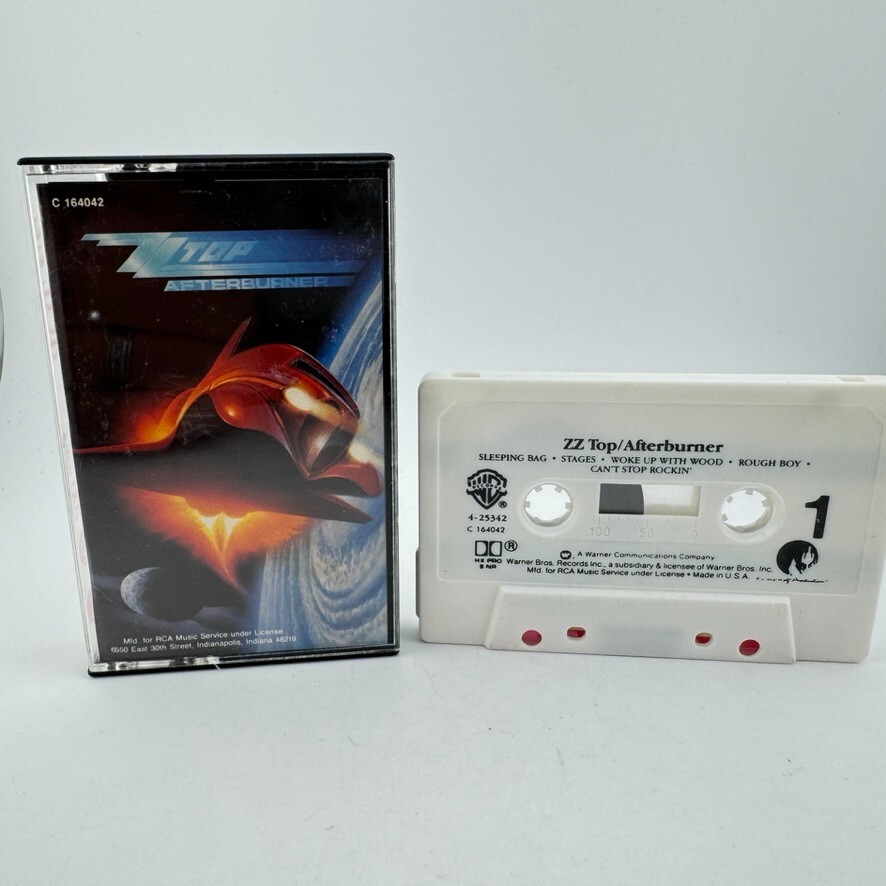 C 164042
ZZ TOP
AFTERBURNER
Mfd. for RCA Music Service under License
6550 East 30th Street, Indianapolis, Indiana 46219
ZZ Top/Afterburner
SLEEPING BAG • STAGES • WOKE UP WITH WOOD • ROUGH BOY •
CAN'T STOP ROCKIN'
4-25342
C 164042
100 50 0
1
HX PRO
B NR
A Warner Communications Company
Warner Bros. Records Inc., a subsidiary & licensee of Warner Bros. Inc.
Mfd. for RCA Music Service under License • Made in U.S.A.